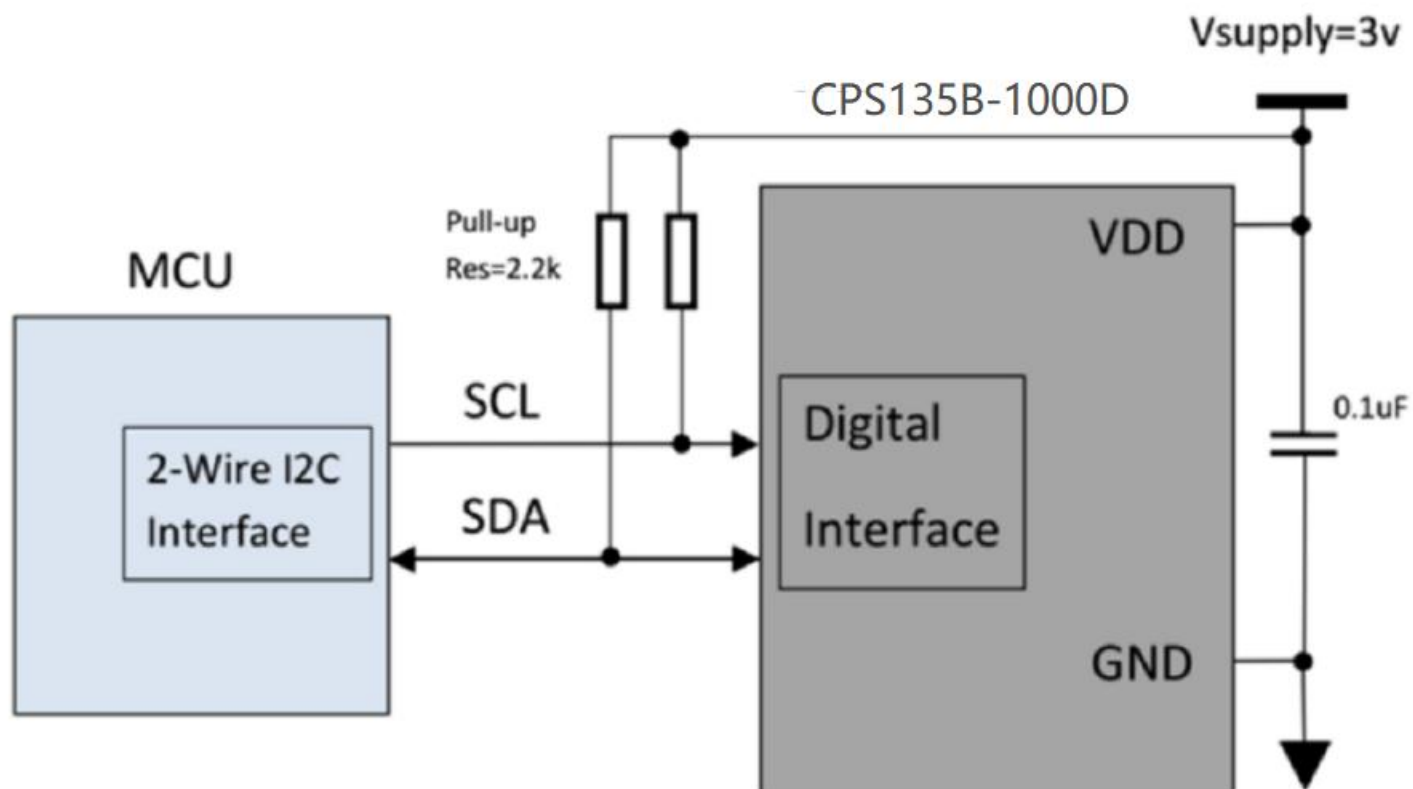 Vsupply=3v
CPS135B-1000D
Pull-up
Res=2.2k
MCU
VDD
SCL
0.1uF
Digital
Interface
2-Wire I2C
Interface
SDA
GND